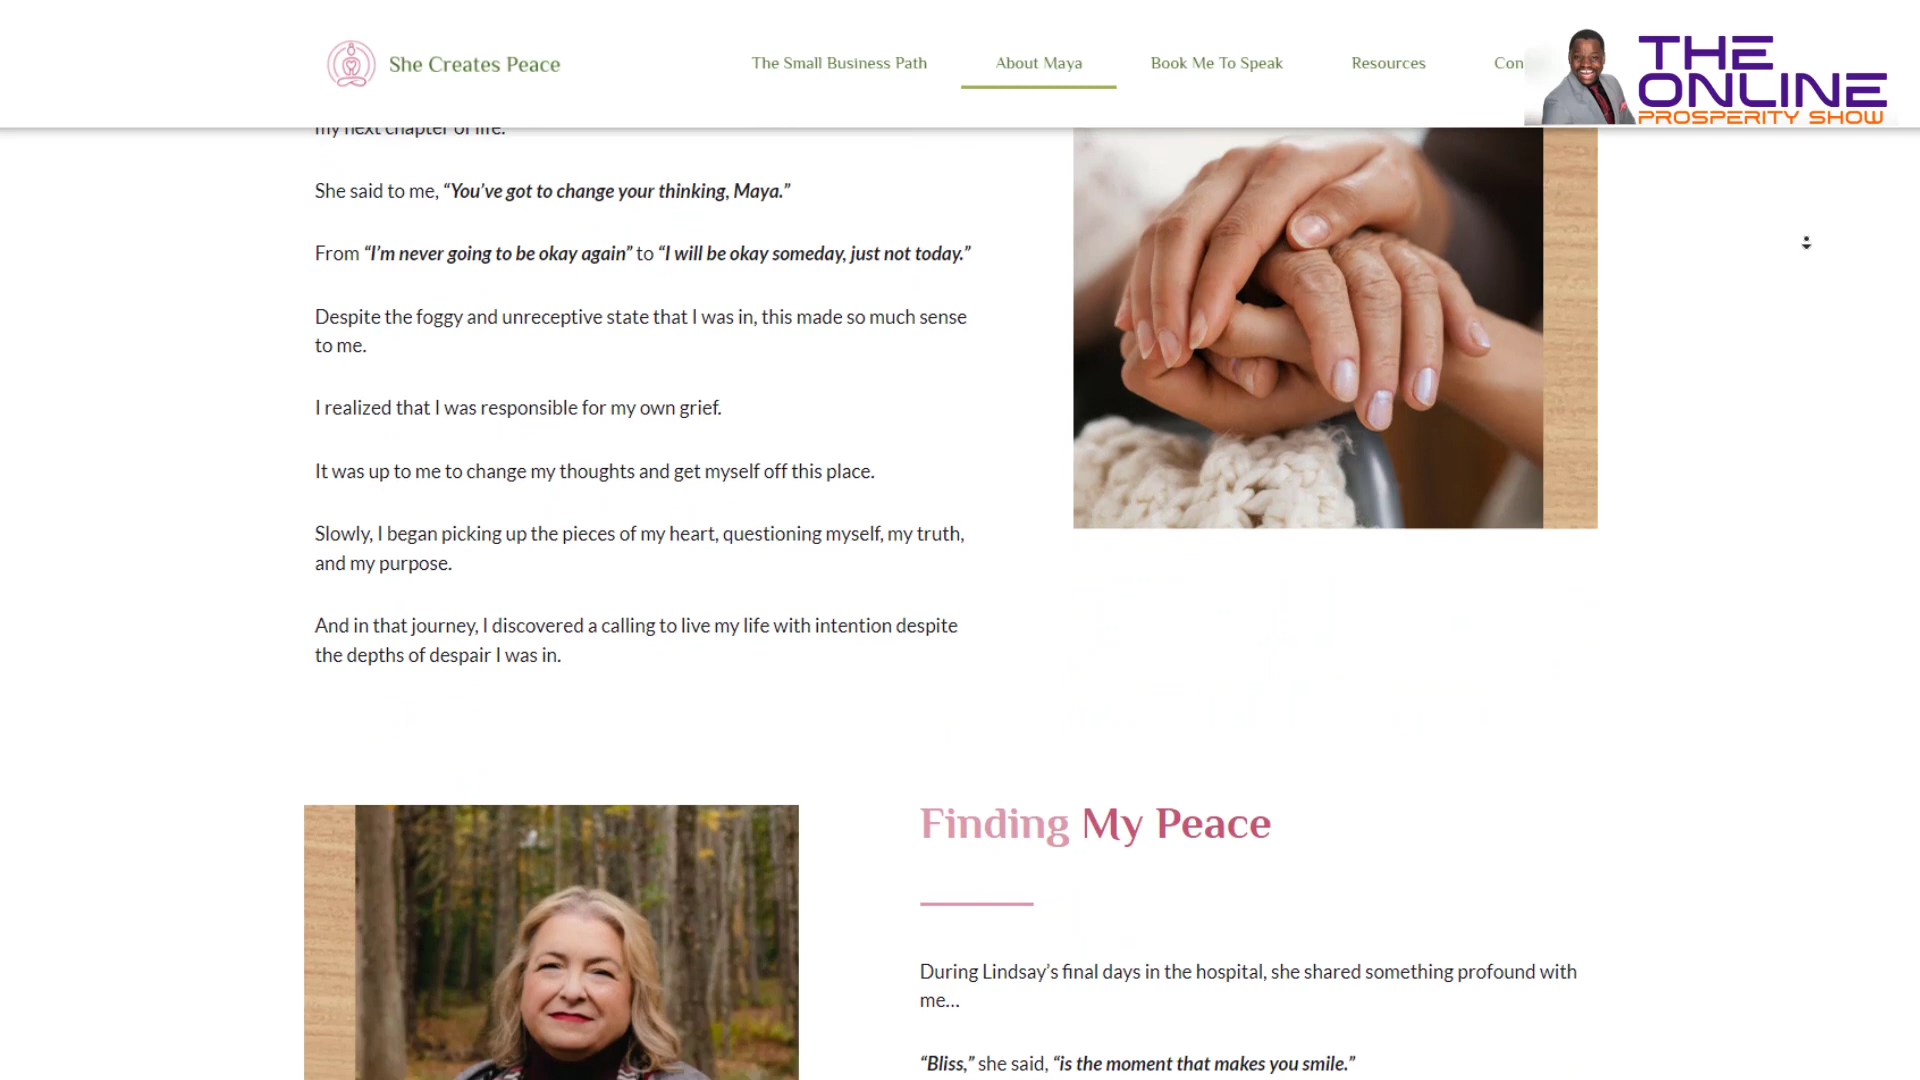 She Creates Peace
The Small Business Path
About Maya
Book Me To Speak
Resources
Con
THE
ONLINE
PROSPERITY SHOW
my next chapter of life.
She said to me, “You’ve got to change your thinking, Maya.”
From “I’m never going to be okay again” to “I will be okay someday, just not today.”
Despite the foggy and unreceptive state that I was in, this made so much sense
to me.
I realized that I was responsible for my own grief.
It was up to me to change my thoughts and get myself off this place.
Slowly, I began picking up the pieces of my heart, questioning myself, my truth,
and my purpose.
And in that journey, I discovered a calling to live my life with intention despite
the depths of despair I was in.
Finding My Peace
During Lindsay’s final days in the hospital, she shared something profound with
me…
“Bliss,” she said, “is the moment that makes you smile.”